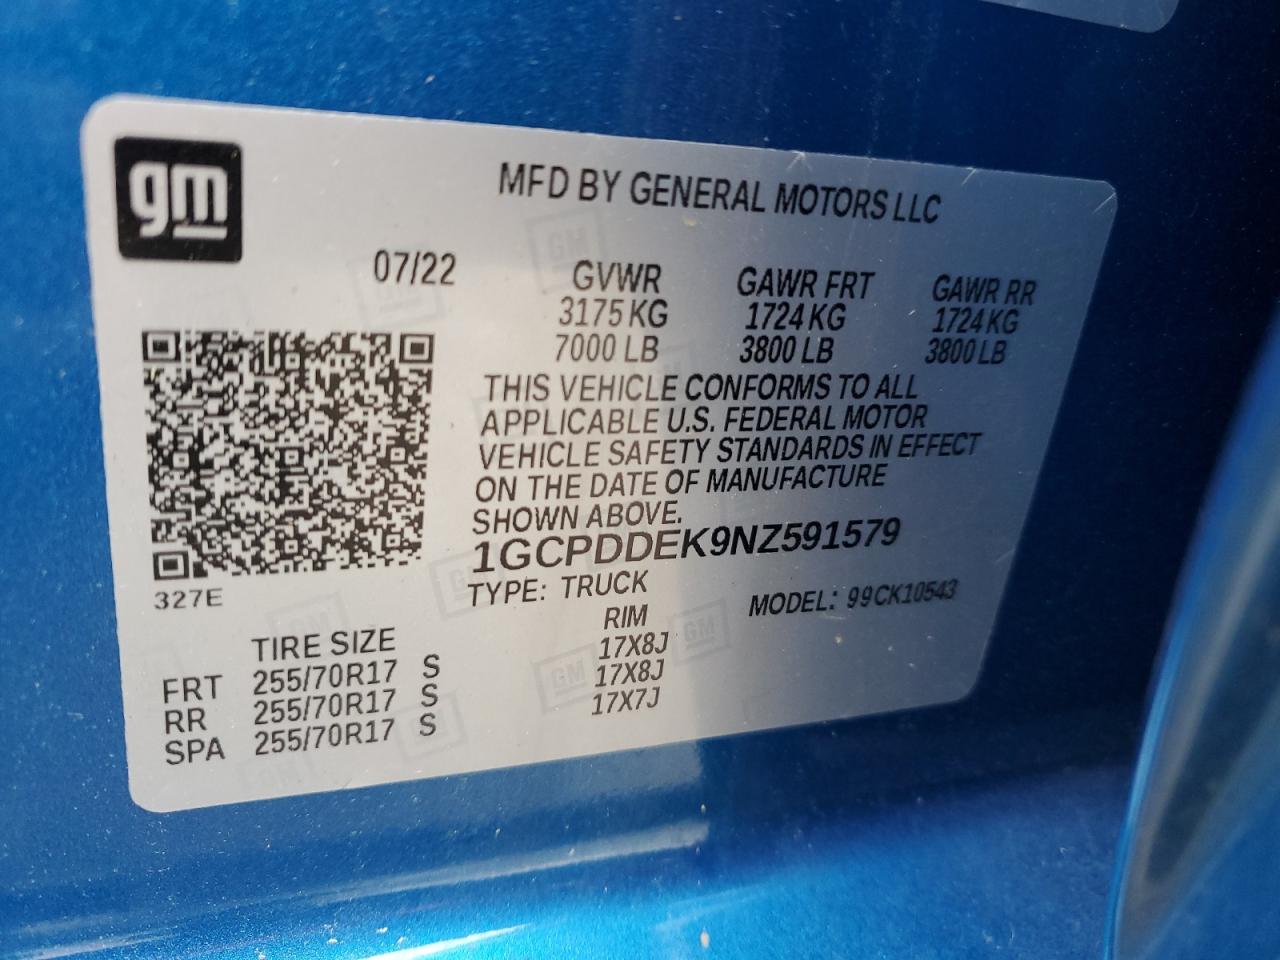 gm
MFD BY GENERAL MOTORS LLC
07/22
GVWR GAWR FRT GAWR RR
3175 KG 1724 KG 1724 KG
7000 LB 3800 LB 3800 LB
THIS VEHICLE CONFORMS TO ALL
APPLICABLE U.S. FEDERAL MOTOR
VEHICLE SAFETY STANDARDS IN EFFECT
ON THE DATE OF MANUFACTURE
SHOWN ABOVE.
1GCPDDEK9NZ591579
327E
TYPE: TRUCK MODEL: 99CK10543
TIRE SIZE RIM
FRT 255/70R17 S 17X8J
RR 255/70R17 S 17X8J
SPA 255/70R17 S 17X7J